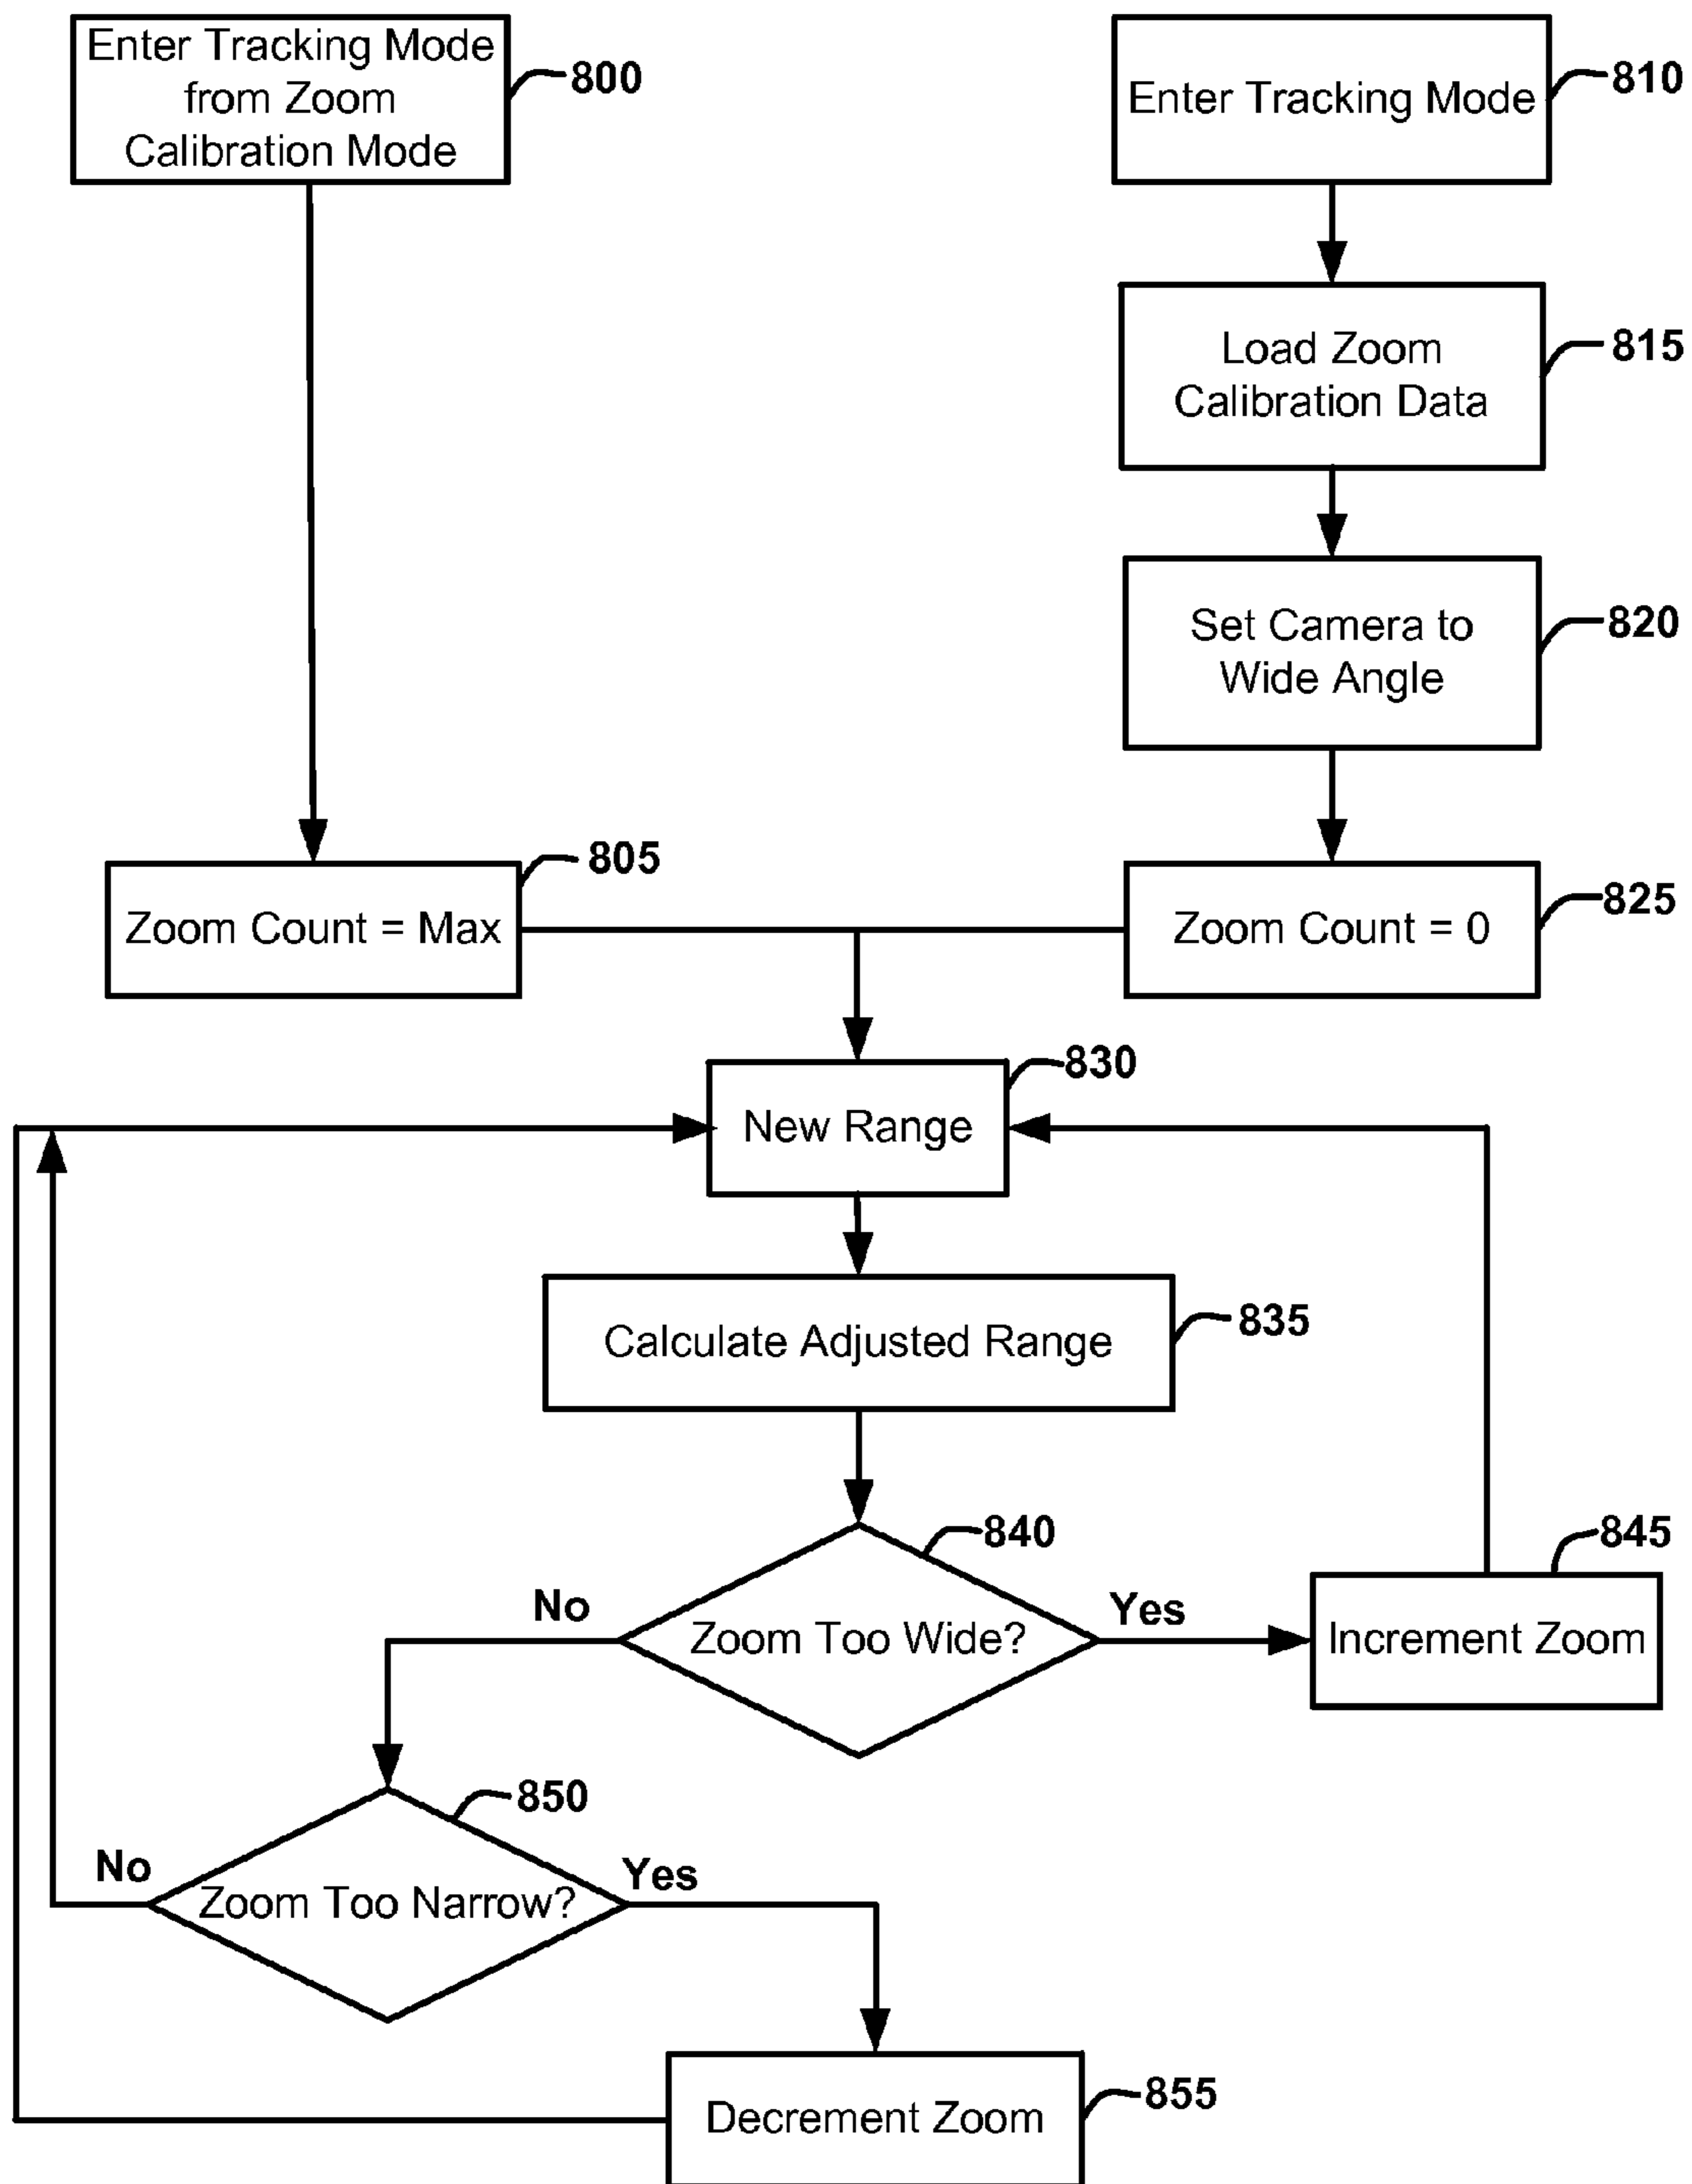 Enter Tracking Mode
from Zoom
Calibration Mode
800
Enter Tracking Mode
810
Load Zoom
Calibration Data
815
Set Camera to
Wide Angle
820
Zoom Count = Max
805
Zoom Count = 0
825
New Range
830
Calculate Adjusted Range
835
Zoom Too Wide?
840
No
Yes
Increment Zoom
845
Zoom Too Narrow?
850
No
Yes
Decrement Zoom
855